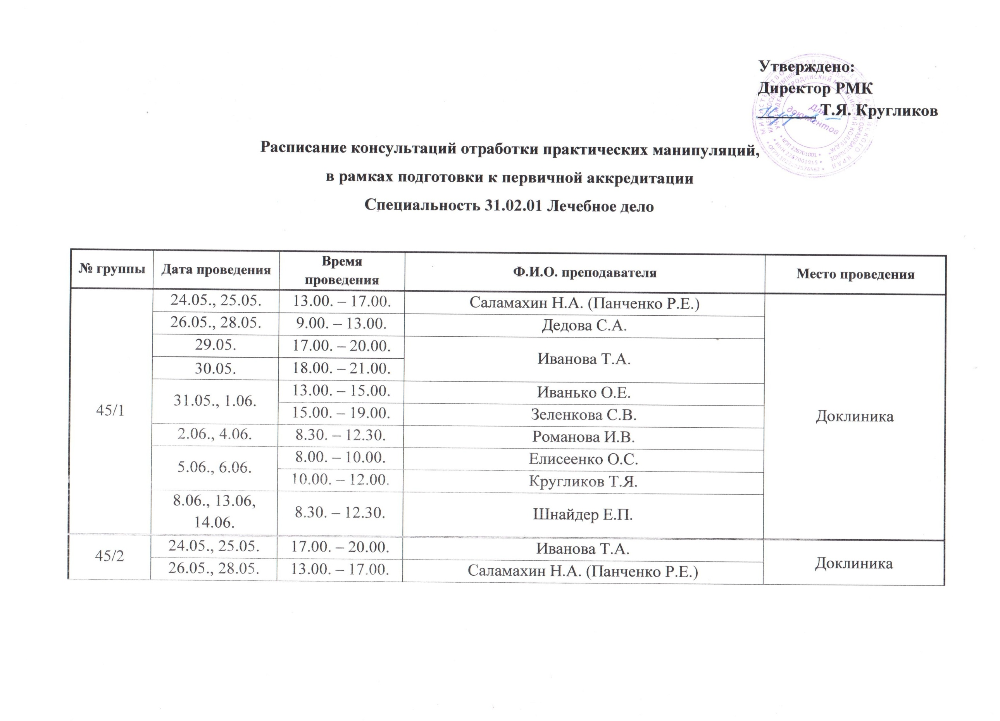 Утверждено:
Директор РМК
Т.Я. Кругликов
Для
документов
Расписание консультаций отработки практических манипуляций,
в рамках подготовки к первичной аккредитации
Специальность 31.02.01 Лечебное дело
№ группы Дата проведения Время проведения Ф.И.О. преподавателя Место проведения
45/1 24.05., 25.05. 13.00. – 17.00. Саламахин Н.А. (Панченко Р.Е.) Доклиника
26.05., 28.05. 9.00. – 13.00. Дедова С.А.
29.05. 17.00. – 20.00. Иванова Т.А.
30.05. 18.00. – 21.00.
31.05., 1.06. 13.00. – 15.00. Иванько О.Е.
15.00. – 19.00. Зеленкова С.В.
2.06., 4.06. 8.30. – 12.30. Романова И.В.
5.06., 6.06. 8.00. – 10.00. Елисеенко О.С.
10.00. – 12.00. Кругликов Т.Я.
8.06., 13.06,
14.06. 8.30. – 12.30. Шнайдер Е.П.
45/2 24.05., 25.05. 17.00. – 20.00. Иванова Т.А. Доклиника
26.05., 28.05. 13.00. – 17.00. Саламахин Н.А. (Панченко Р.Е.)